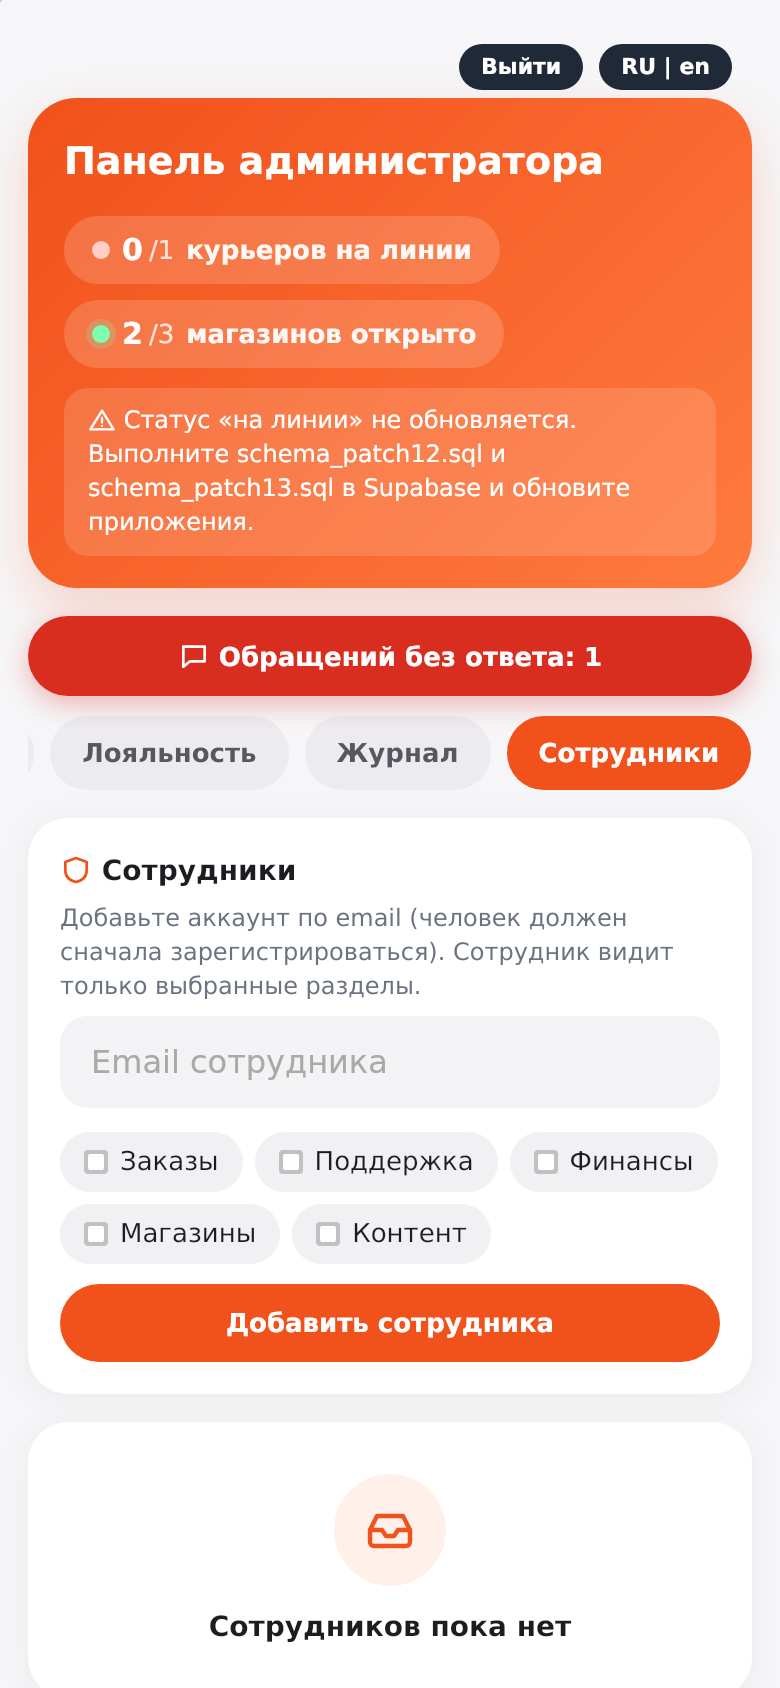 Выйти
RU | en
Панель администратора
0 /1 курьеров на линии
2 /3 магазинов открыто
Статус «на линии» не обновляется.
Выполните schema_patch12.sql и
schema_patch13.sql в Supabase и обновите
приложения.
Обращений без ответа: 1
Лояльность
Журнал
Сотрудники
Сотрудники
Добавьте аккаунт по email (человек должен
сначала зарегистрироваться). Сотрудник видит
только выбранные разделы.
Email сотрудника
Заказы
Поддержка
Финансы
Магазины
Контент
Добавить сотрудника
Сотрудников пока нет